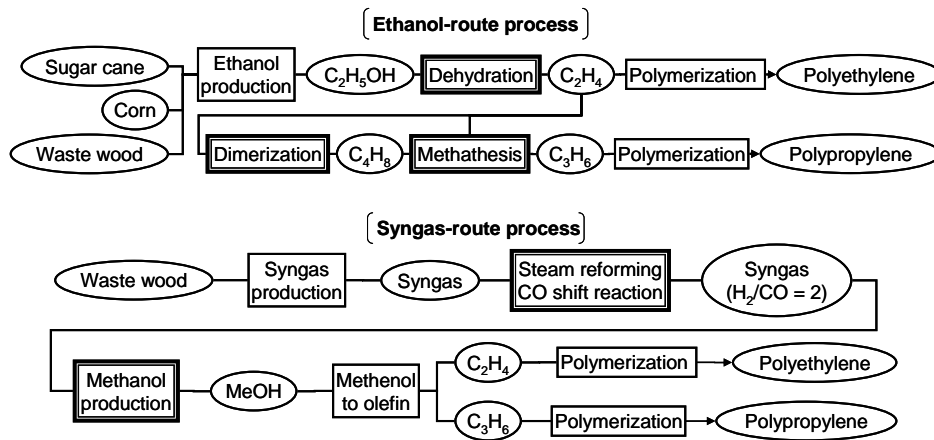 [Ethanol-route process]
Sugar cane
Corn
Waste wood
Ethanol
production
C₂H₅OH
Dehydration
C₂H₄
Polymerization
Polyethylene
Dimerization
C₄H₈
Methathesis
C₃H₆
Polymerization
Polypropylene
[Syngas-route process]
Waste wood
Syngas
production
Syngas
Steam reforming
CO shift reaction
Syngas
(H₂/CO = 2)
Methanol
production
MeOH
Methenol
to olefin
C₂H₄
Polymerization
Polyethylene
C₃H₆
Polymerization
Polypropylene